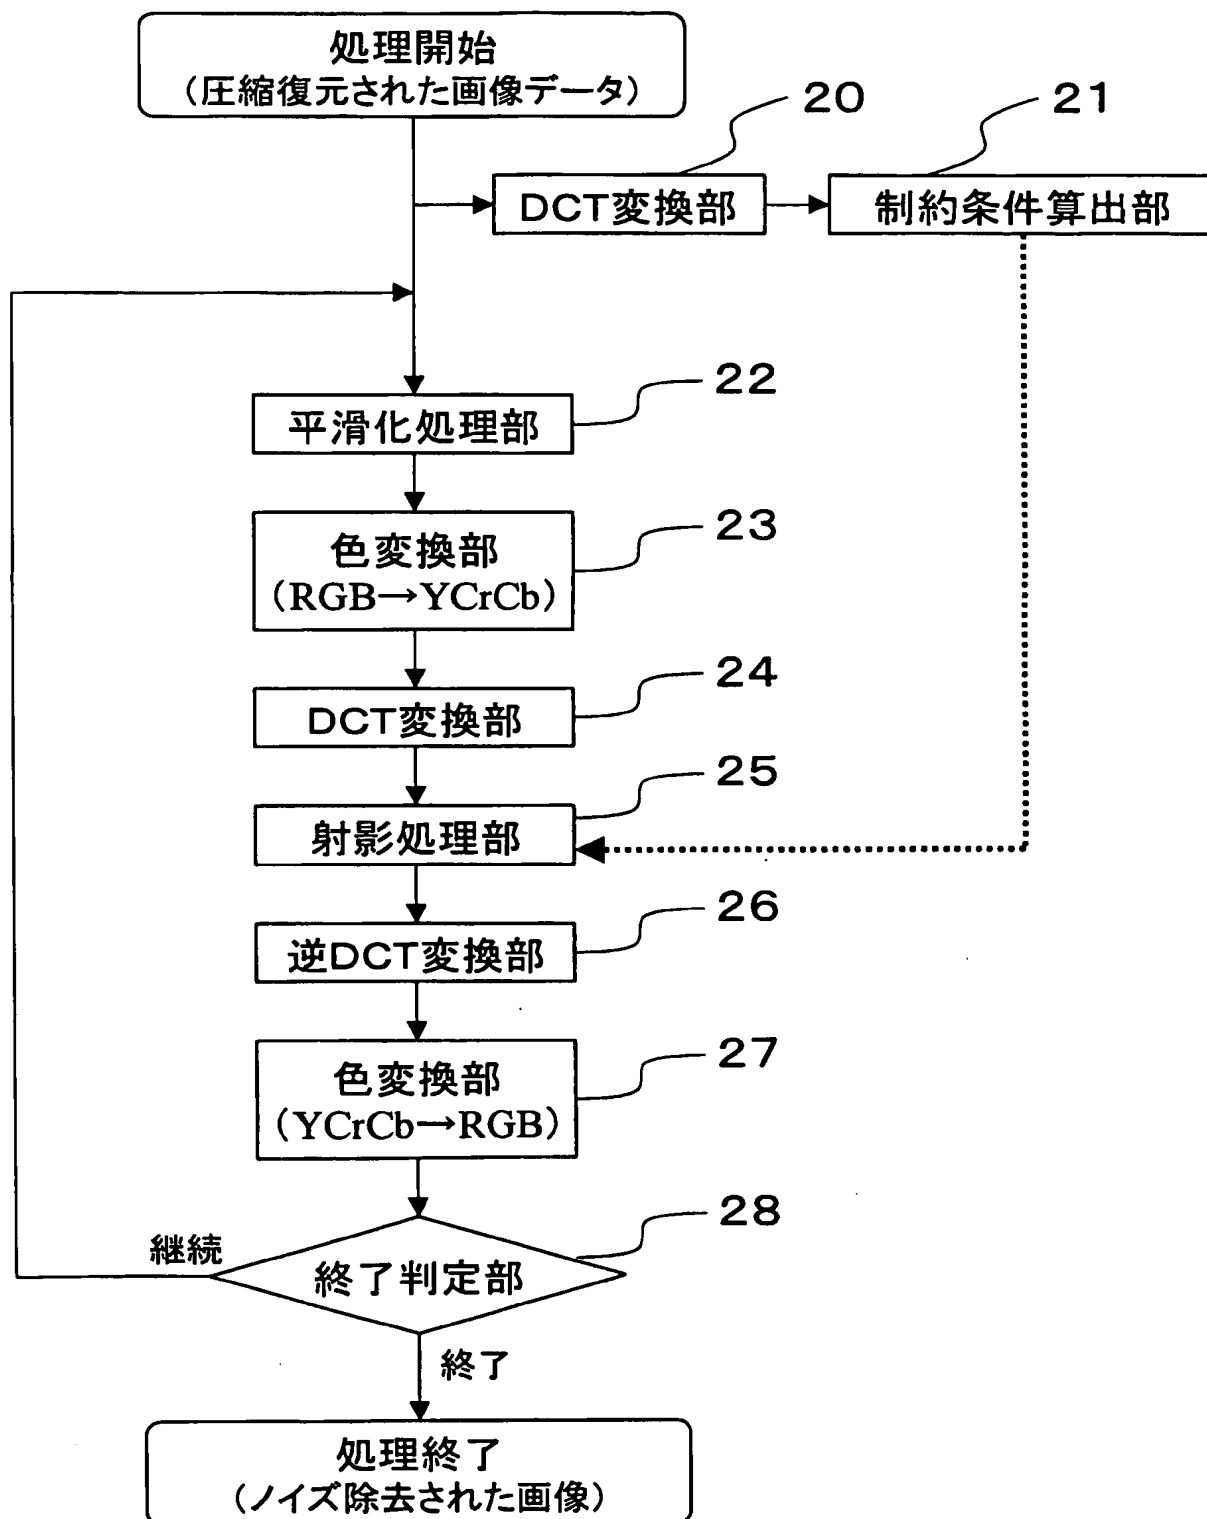 処理開始
(圧縮復元された画像データ)
20
21
DCT変換部
制約条件算出部
22
平滑化処理部
23
色変換部
(RGB→YCrCb)
24
DCT変換部
25
射影処理部
26
逆DCT変換部
27
色変換部
(YCrCb→RGB)
28
継続
終了判定部
終了
処理終了
(ノイズ除去された画像)